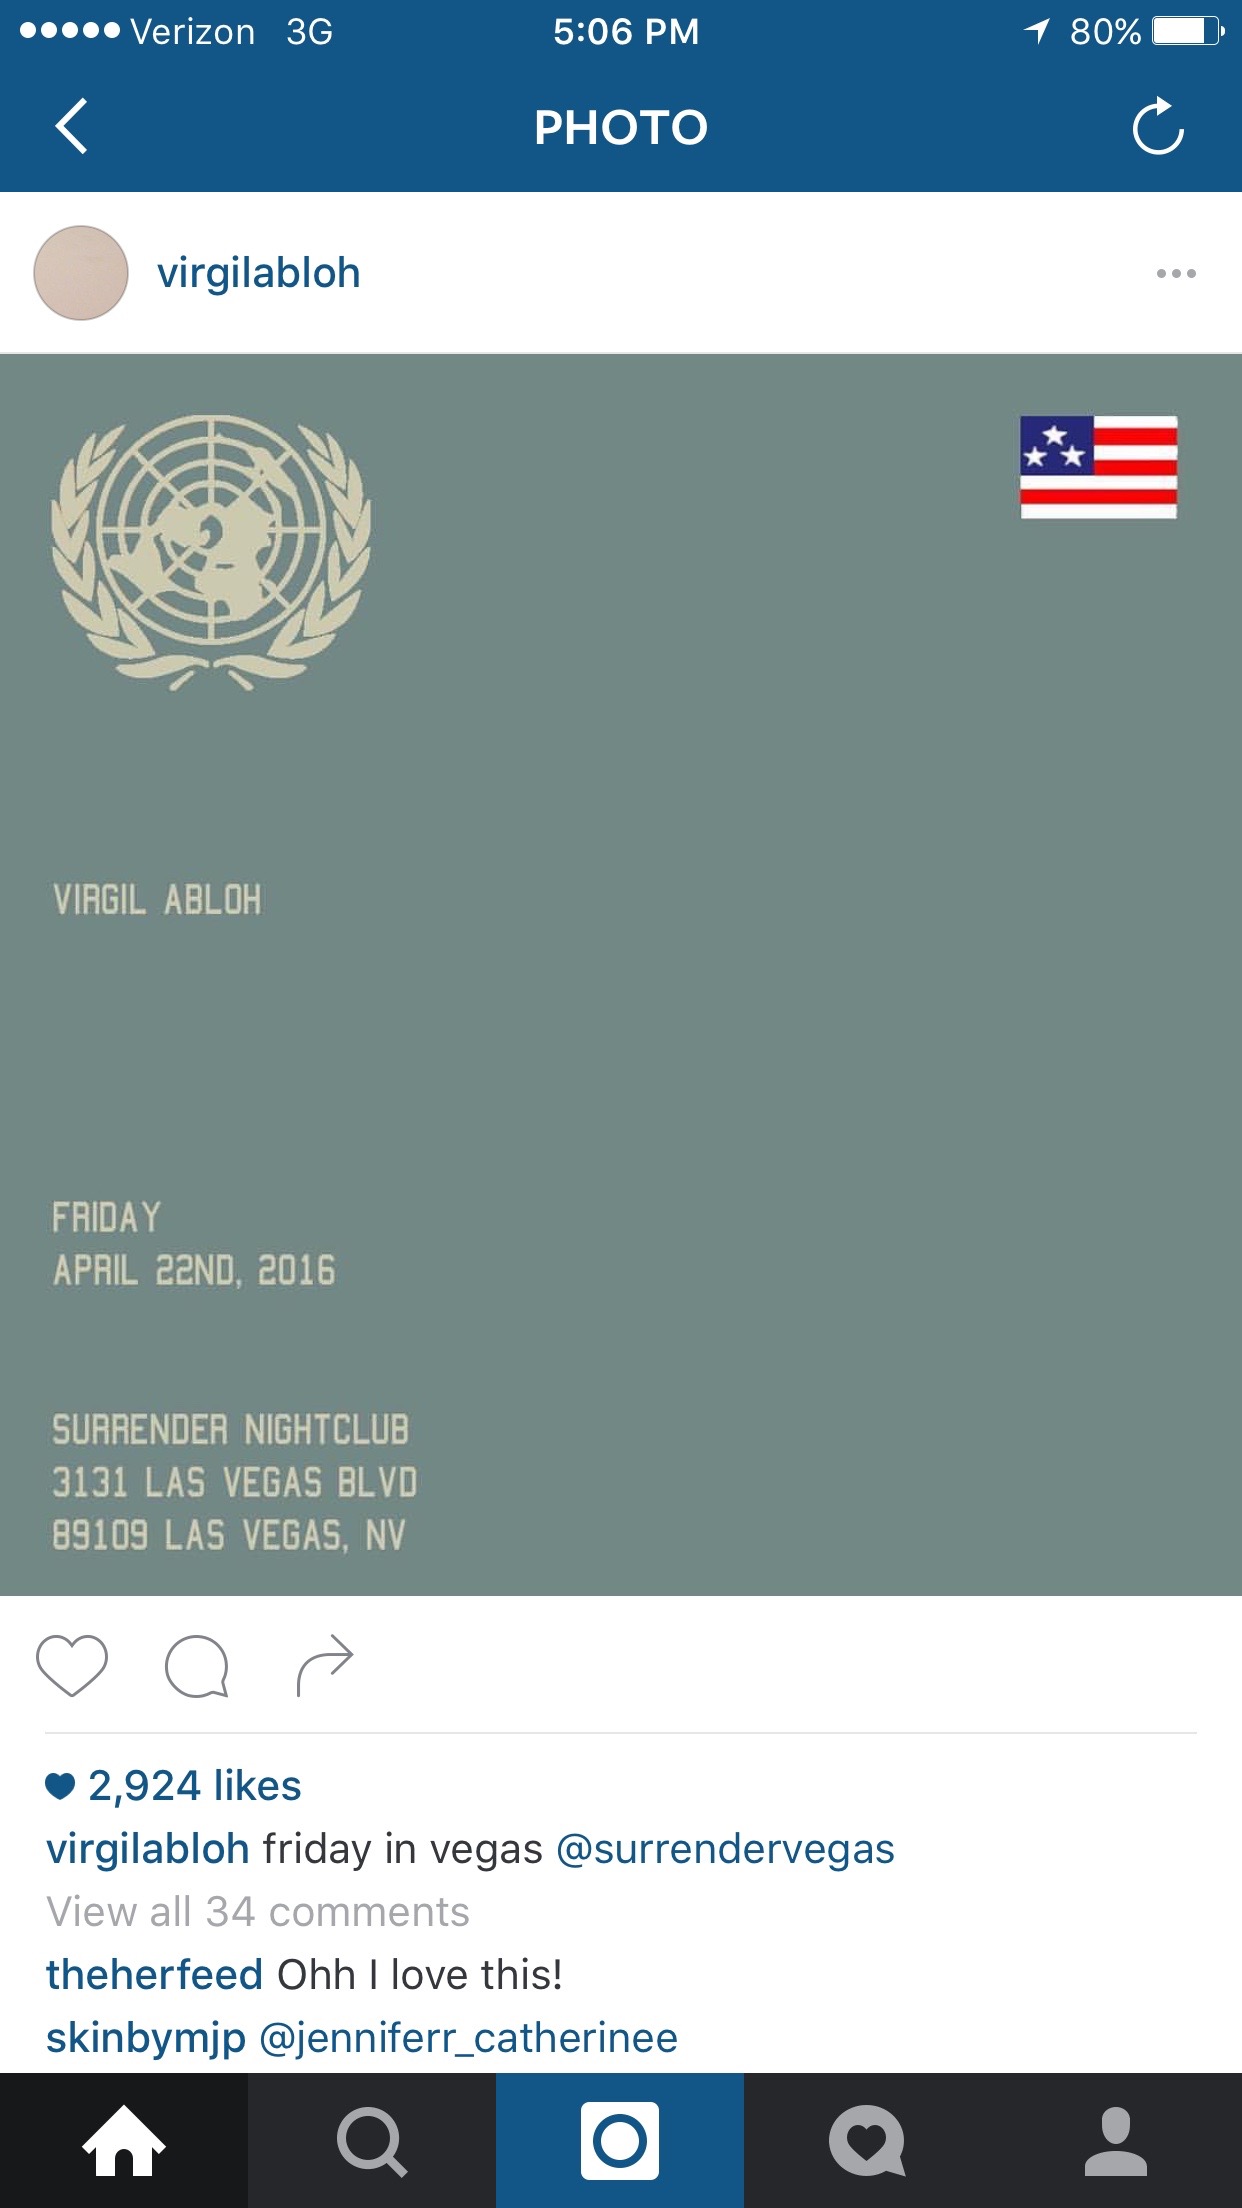 Verizon 3G 5:06 PM 80%
PHOTO
virgilabloh
VIRGIL ABLOH
FRIDAY
APRIL 22ND, 2016
SURRENDER NIGHTCLUB
3131 LAS VEGAS BLVD
89109 LAS VEGAS, NV
2,924 likes
virgilabloh friday in vegas @surrendervegas
View all 34 comments
theherfeed Ohh I love this!
skinbymjp @jenniferr_catherinee